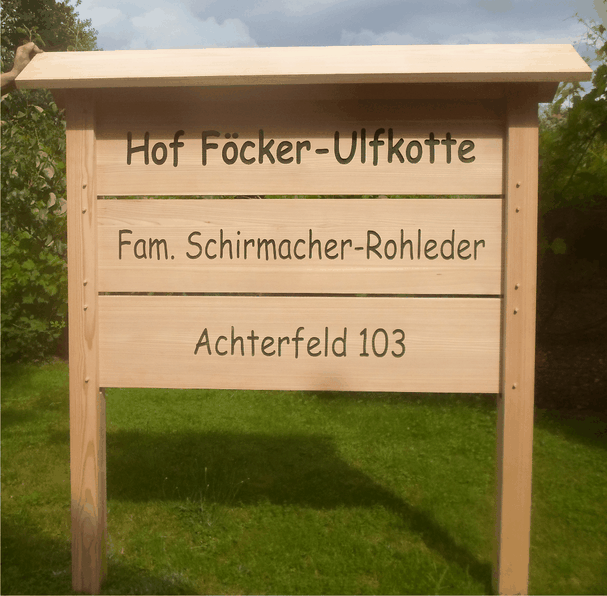 Hof Föcker-Ulfkotte
Fam. Schirmacher-Rohleder
Achterfeld 103